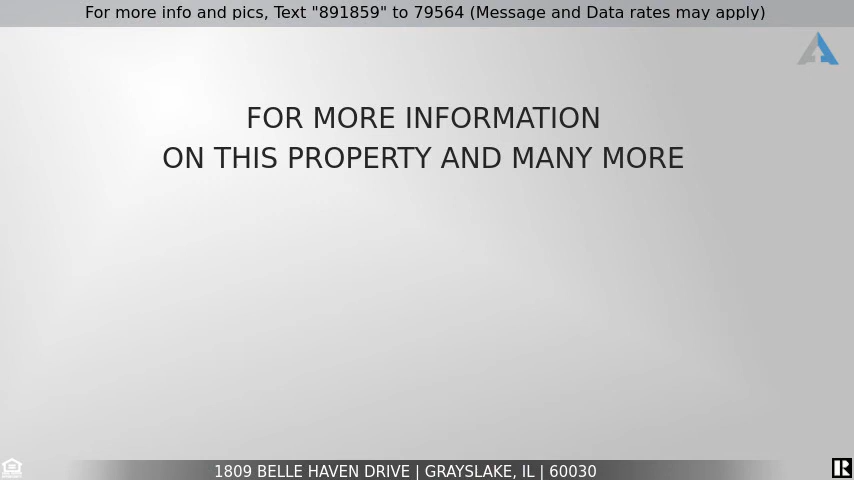 For more info and pics, Text "891859" to 79564 (Message and Data rates may apply)
FOR MORE INFORMATION
ON THIS PROPERTY AND MANY MORE
1809 BELLE HAVEN DRIVE | GRAYSLAKE, IL | 60030